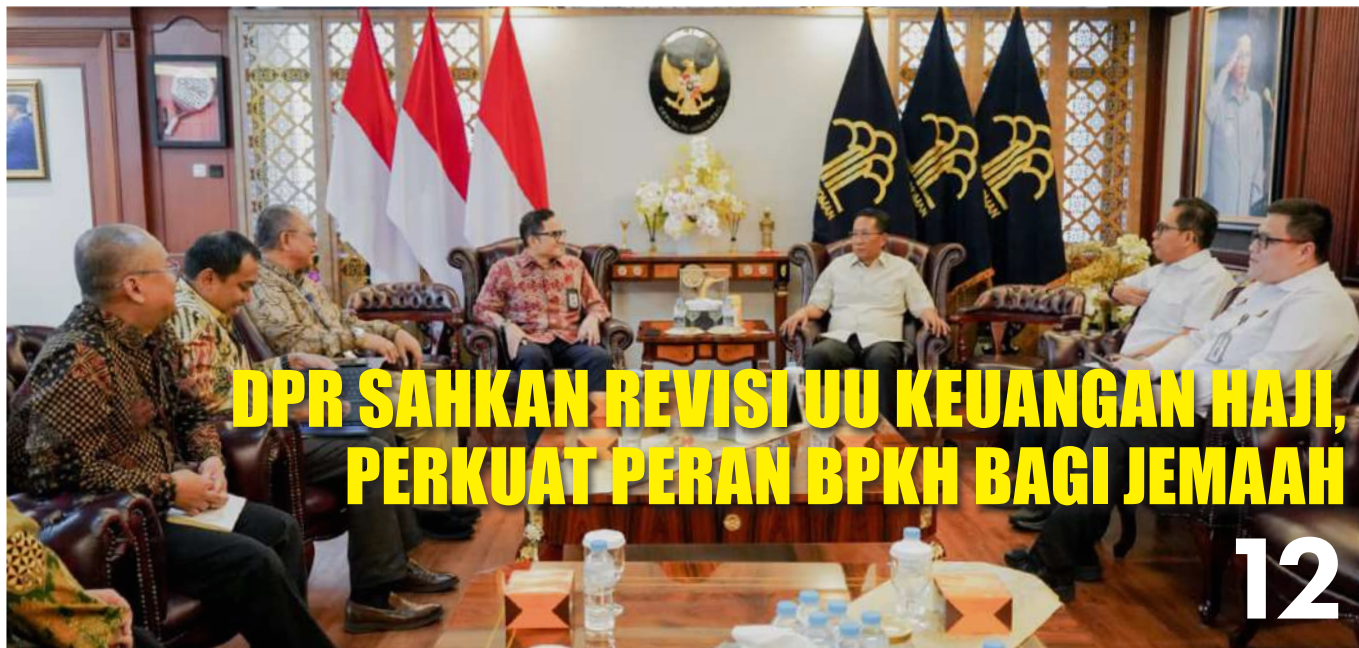 DPR SAHKAN REVISI UU KEUANGAN HAJI,
PERKUAT PERAN BPKH BAGI JEMAAH
12